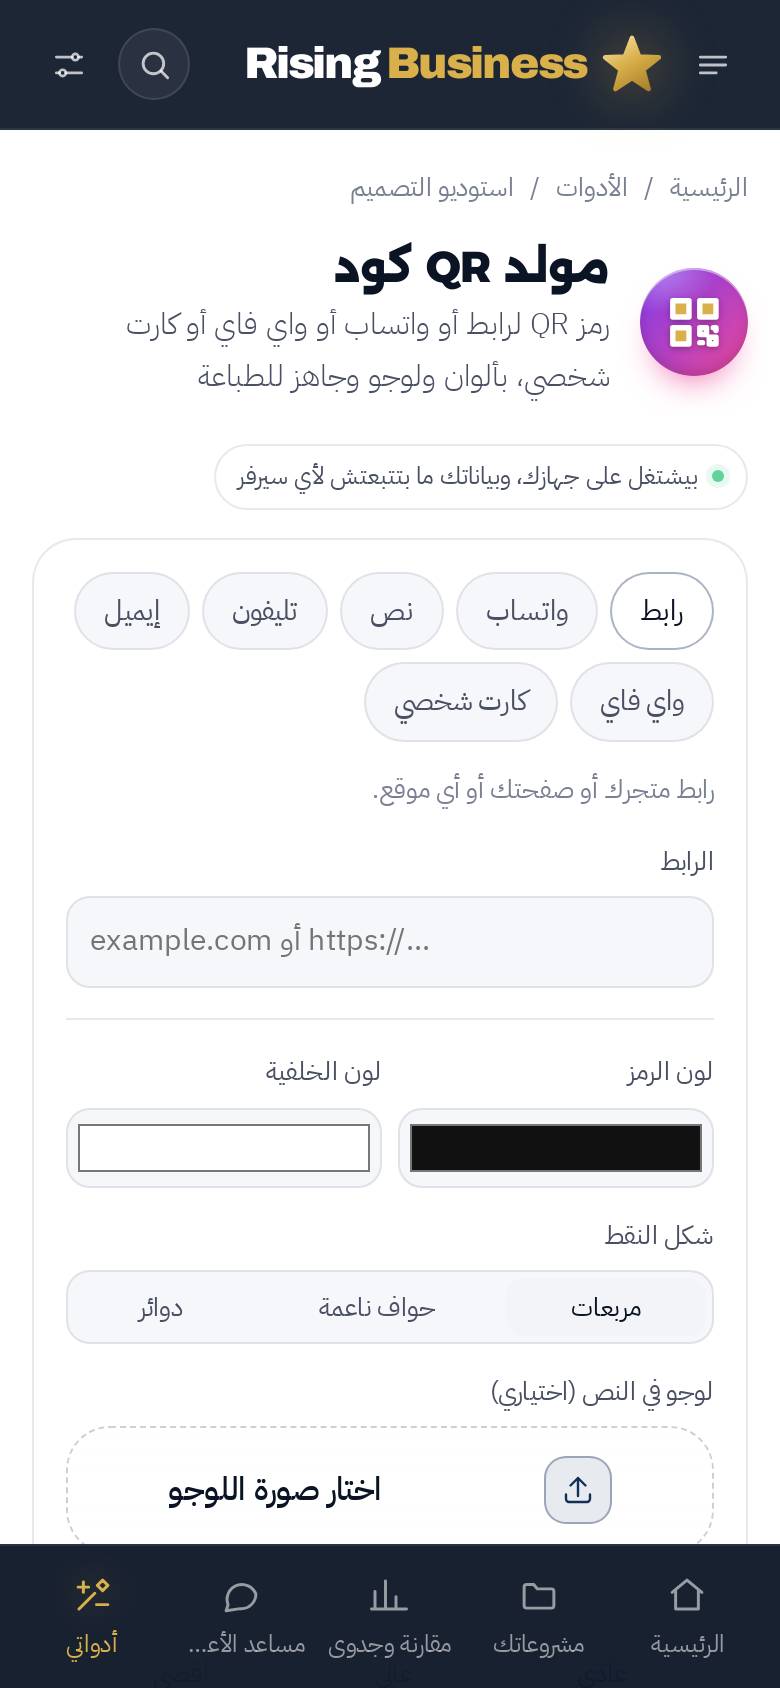 Rising Business
الرئيسية / الأدوات / استوديو التصميم
مولد QR كود
رمز QR لرابط أو واتساب أو واي فاي أو كارت
شخصي، بألوان ولوجو وجاهز للطباعة
بيشتغل على جهازك، وبياناتك ما بتتبعتش لأي سيرفر
رابط واتساب نص تليفون إيميل
واي فاي كارت شخصي
رابط متجرك أو صفحتك أو أي موقع.
الرابط
example.com أو https://...
لون الرمز لون الخلفية
شكل النقط
مربعات حواف ناعمة دوائر
لوجو في النص (اختياري)
اختار صورة اللوجو
الرئيسية مشروعاتك مقارنة وجدوى مساعد الأعـ... أدواتي
عادي عالي أقصى